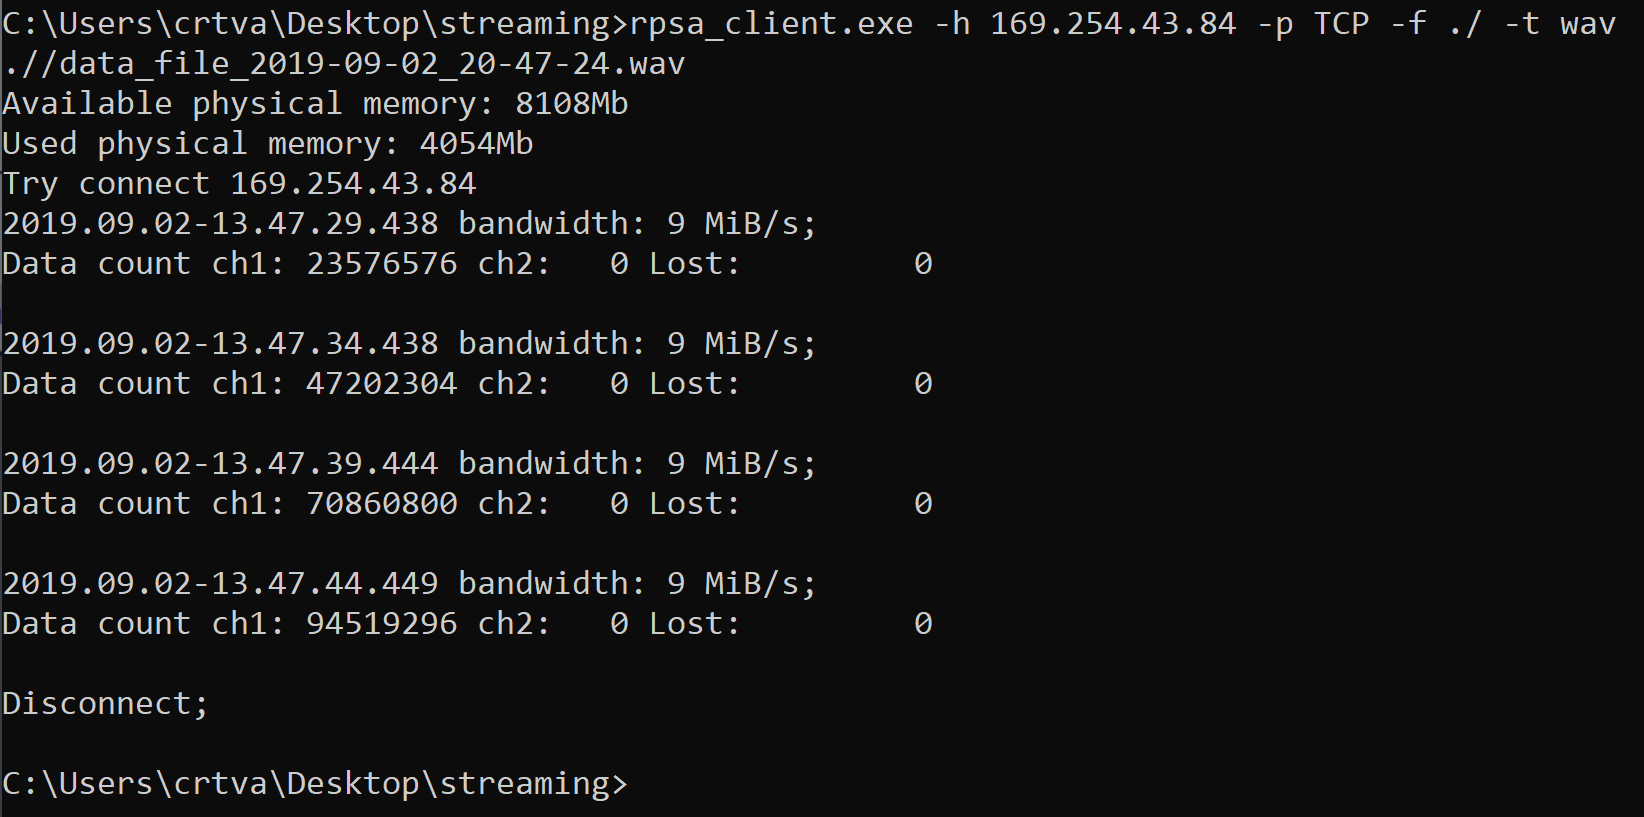 C:\Users\crtva\Desktop\streaming>rpsa_client.exe -h 169.254.43.84 -p TCP -f ./ -t wav
.//data_file_2019-09-02_20-47-24.wav
Available physical memory: 8108Mb
Used physical memory: 4054Mb
Try connect 169.254.43.84
2019.09.02-13.47.29.438 bandwidth: 9 MiB/s;
Data count ch1: 23576576 ch2:   0 Lost:         0
2019.09.02-13.47.34.438 bandwidth: 9 MiB/s;
Data count ch1: 47202304 ch2:   0 Lost:         0
2019.09.02-13.47.39.444 bandwidth: 9 MiB/s;
Data count ch1: 70860800 ch2:   0 Lost:         0
2019.09.02-13.47.44.449 bandwidth: 9 MiB/s;
Data count ch1: 94519296 ch2:   0 Lost:         0
Disconnect;
C:\Users\crtva\Desktop\streaming>